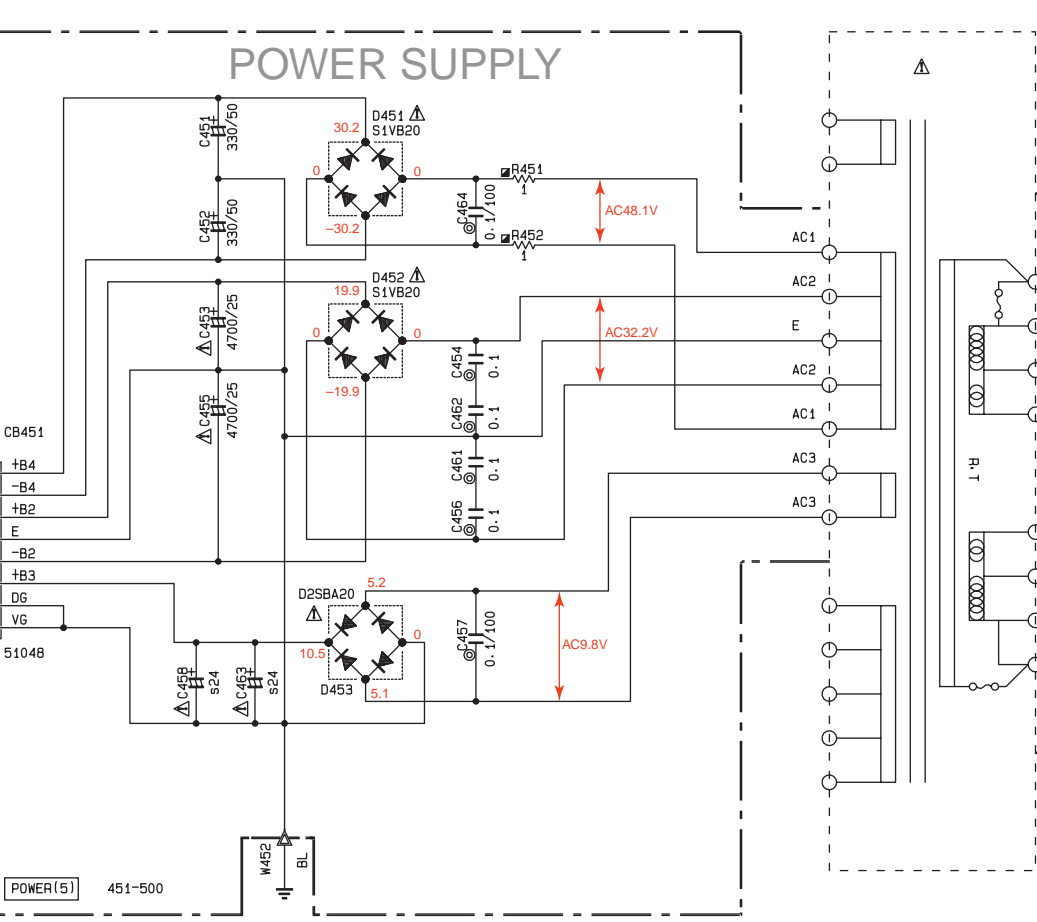 POWER SUPPLY
C451
330/50
D451
S1VB20
30.2
0
0
-30.2
C464
0.1/100
R451
1
R452
1
AC48.1V
C452
330/50
AC1
AC2
E
AC2
AC1
AC3
AC3
D452
S1VB20
19.9
0
0
-19.9
C453
4700/25
C455
4700/25
C454
0.1
C462
0.1
C461
0.1
C456
0.1
AC32.2V
R.T
CB451
+B4
-B4
+B2
E
-B2
+B3
DG
VG
51048
D2SBA20
5.2
0
10.5
5.1
D453
C457
0.1/100
AC9.8V
C458
s24
C463
s24
W452
BL
POWER(5)
451-500